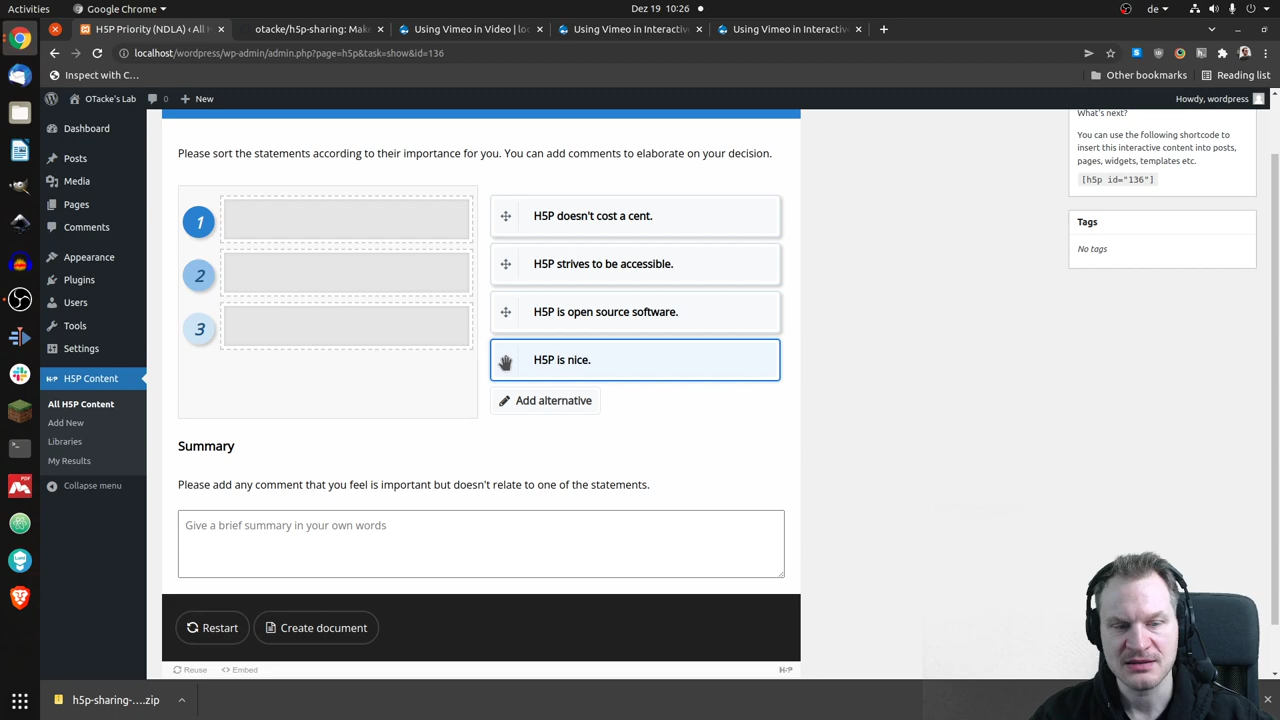 Activities
Google Chrome
Dez 19 10:26
de
H5P Priority (NDLA) ‹ All H
otacke/h5p-sharing: Make
Using Vimeo in Video | loc
Using Vimeo in Interactive
Using Vimeo in Interactive
localhost/wordpress/wp-admin/admin.php?page=h5p&task=show&id=136
Inspect with C...
Other bookmarks
Reading list
OTacke's Lab
0
New
Howdy, wordpress
Dashboard
Posts
Media
Pages
Comments
Appearance
Plugins
Users
Tools
Settings
H5P Content
All H5P Content
Add New
Libraries
My Results
Collapse menu
Please sort the statements according to their importance for you. You can add comments to elaborate on your decision.
1
2
3
H5P doesn't cost a cent.
H5P strives to be accessible.
H5P is open source software.
H5P is nice.
Add alternative
Summary
Please add any comment that you feel is important but doesn't relate to one of the statements.
Give a brief summary in your own words
Restart
Create document
Reuse
Embed
H-P
What's next?
You can use the following shortcode to
insert this interactive content into posts,
pages, widgets, templates etc.
[h5p id="136"]
Tags
No tags
h5p-sharing-....zip